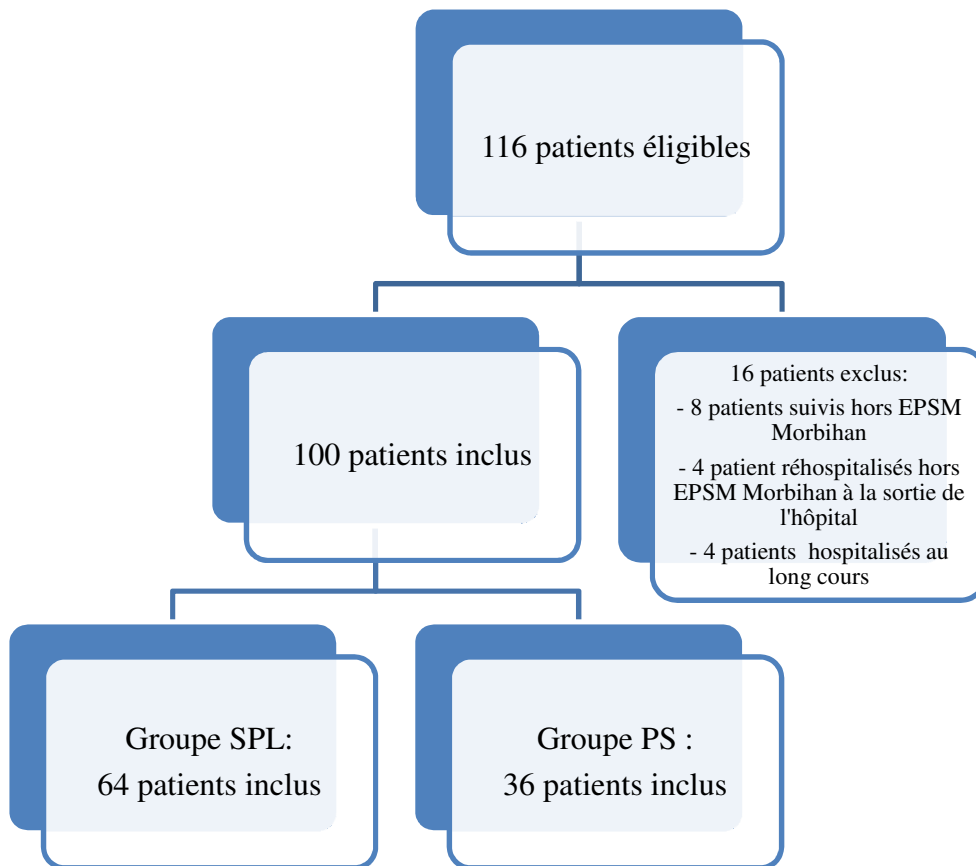 116 patients éligibles
100 patients inclus
16 patients exclus:
- 8 patients suivis hors EPSM
Morbihan
- 4 patient réhospitalisés hors
EPSM Morbihan à la sortie de
l'hôpital
- 4 patients hospitalisés au
long cours
Groupe SPL:
64 patients inclus
Groupe PS :
36 patients inclus